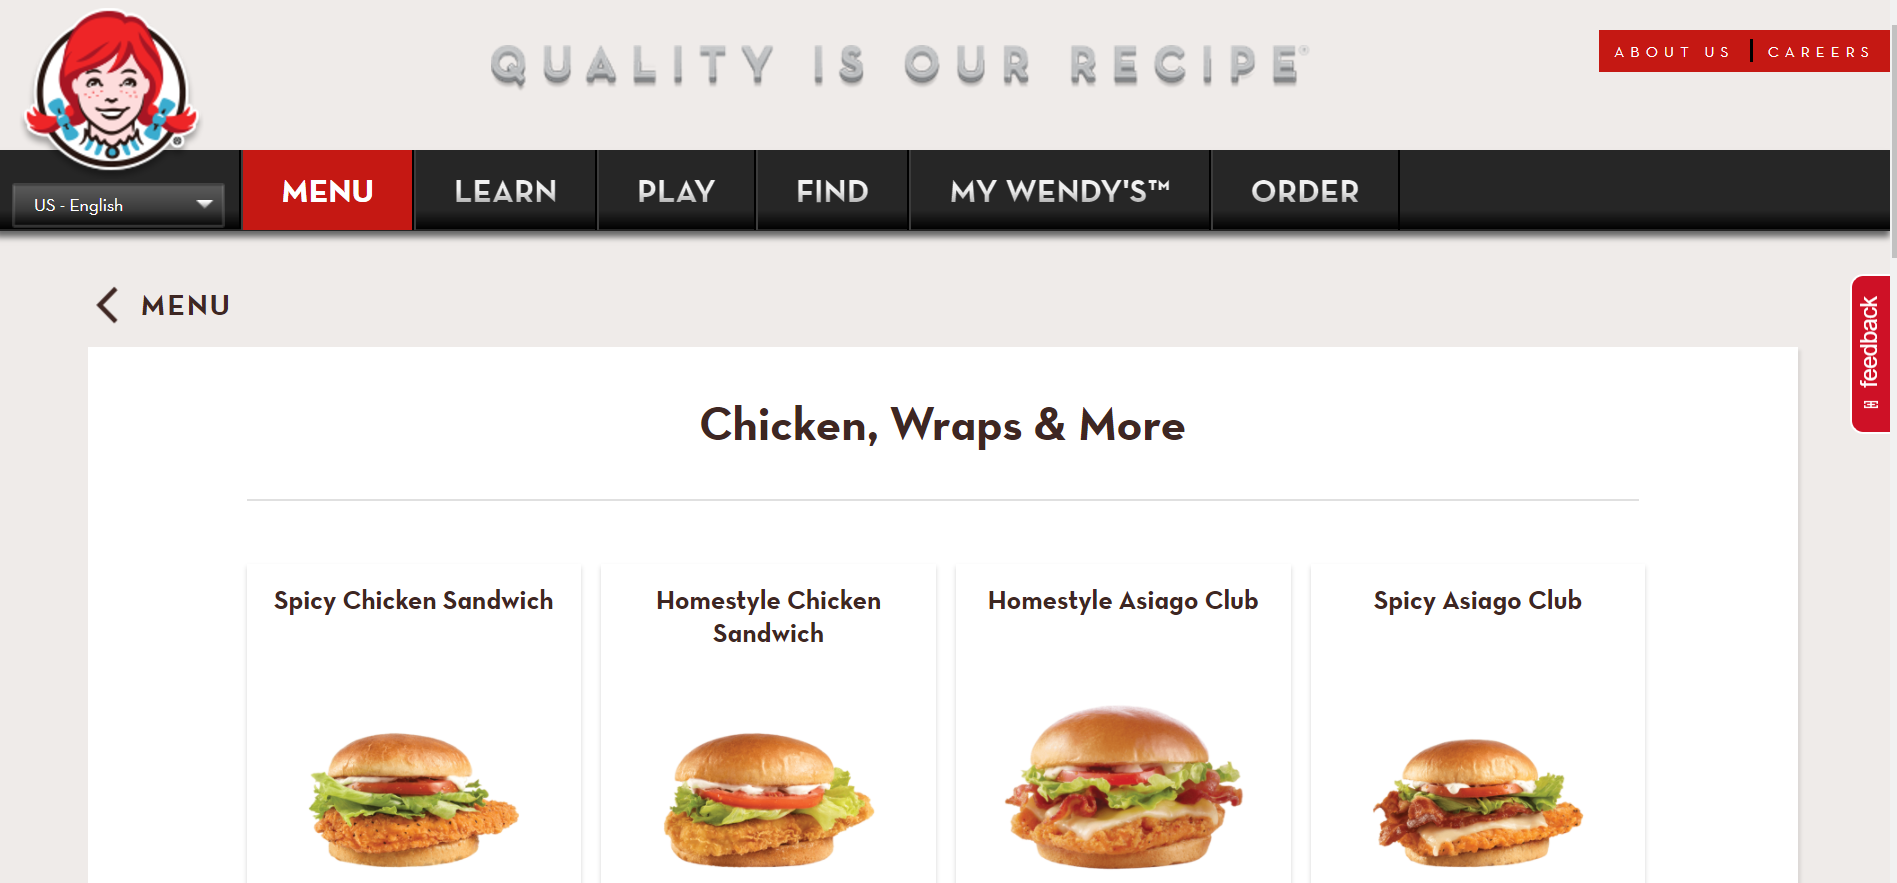 QUALITY IS OUR RECIPE®
ABOUT US
CAREERS
®
US - English
MENU
LEARN
PLAY
FIND
MY WENDY'S™
ORDER
MENU
feedback
Chicken, Wraps & More
Spicy Chicken Sandwich
Homestyle Chicken
Sandwich
Homestyle Asiago Club
Spicy Asiago Club